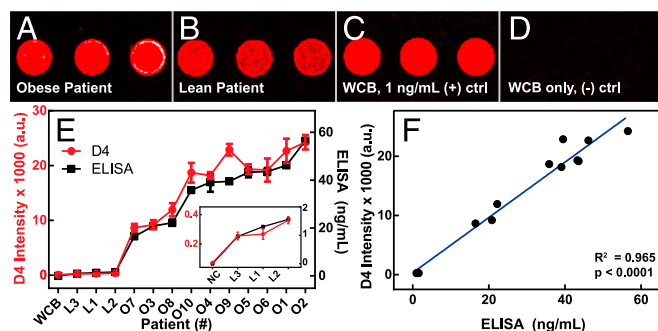 A
Obese Patient
B
Lean Patient
C
WCB, 1 ng/mL (+) ctrl
D
WCB only, (-) ctrl
E
D4 Intensity x 1000 (a.u.)
30
20
10
0
D4
ELISA
ELISA (ng/mL)
60
40
20
0
0.4
0.2
2
1
0
NC L3 L1 L2
WCB L3 L1 L2 O7 O3 O8 O10 O4 O9 O5 O6 O1 O2
Patient (#)
F
D4 Intensity x 1000 (a.u.)
20
10
0
R² = 0.965
p < 0.0001
0 20 40 60
ELISA (ng/mL)